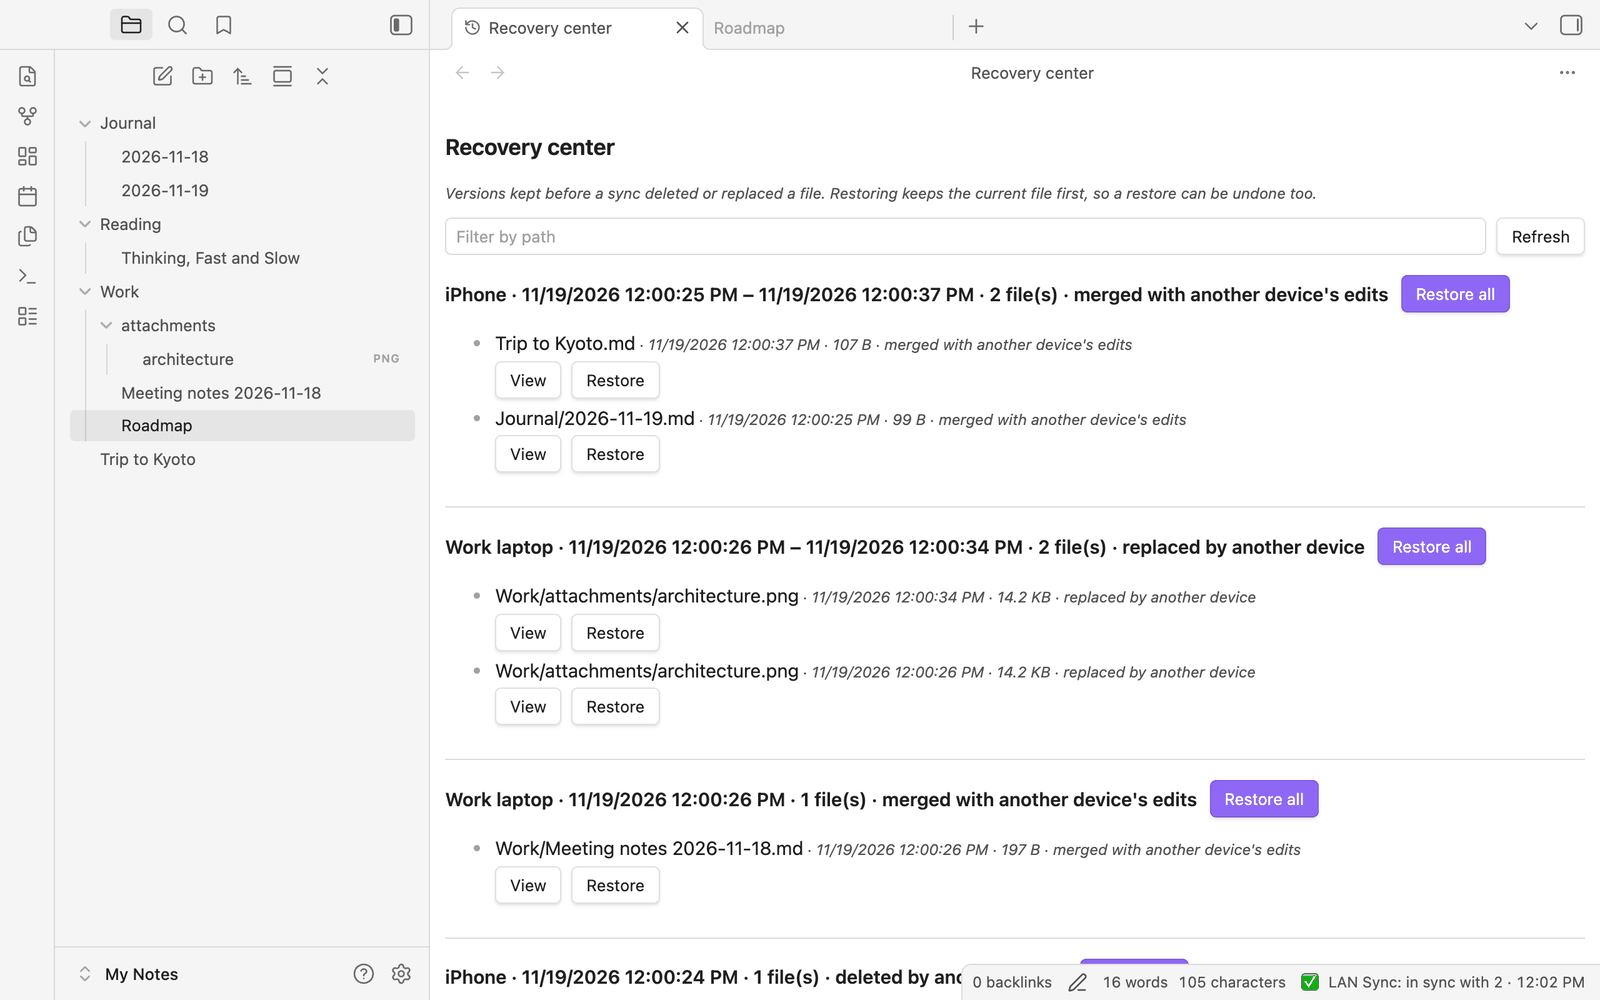 Recovery center
Roadmap
Recovery center
Journal
2026-11-18
2026-11-19
Reading
Thinking, Fast and Slow
Work
attachments
architecture PNG
Meeting notes 2026-11-18
Roadmap
Trip to Kyoto
My Notes
Recovery center
Versions kept before a sync deleted or replaced a file. Restoring keeps the current file first, so a restore can be undone too.
Filter by path Refresh
iPhone · 11/19/2026 12:00:25 PM – 11/19/2026 12:00:37 PM · 2 file(s) · merged with another device's edits Restore all
Trip to Kyoto.md · 11/19/2026 12:00:37 PM · 107 B · merged with another device's edits
View Restore
Journal/2026-11-19.md · 11/19/2026 12:00:25 PM · 99 B · merged with another device's edits
View Restore
Work laptop · 11/19/2026 12:00:26 PM – 11/19/2026 12:00:34 PM · 2 file(s) · replaced by another device Restore all
Work/attachments/architecture.png · 11/19/2026 12:00:34 PM · 14.2 KB · replaced by another device
View Restore
Work/attachments/architecture.png · 11/19/2026 12:00:26 PM · 14.2 KB · replaced by another device
View Restore
Work laptop · 11/19/2026 12:00:26 PM · 1 file(s) · merged with another device's edits Restore all
Work/Meeting notes 2026-11-18.md · 11/19/2026 12:00:26 PM · 197 B · merged with another device's edits
View Restore
iPhone · 11/19/2026 12:00:24 PM · 1 file(s) · deleted by
0 backlinks 16 words 105 characters ✅ LAN Sync: in sync with 2 · 12:02 PM